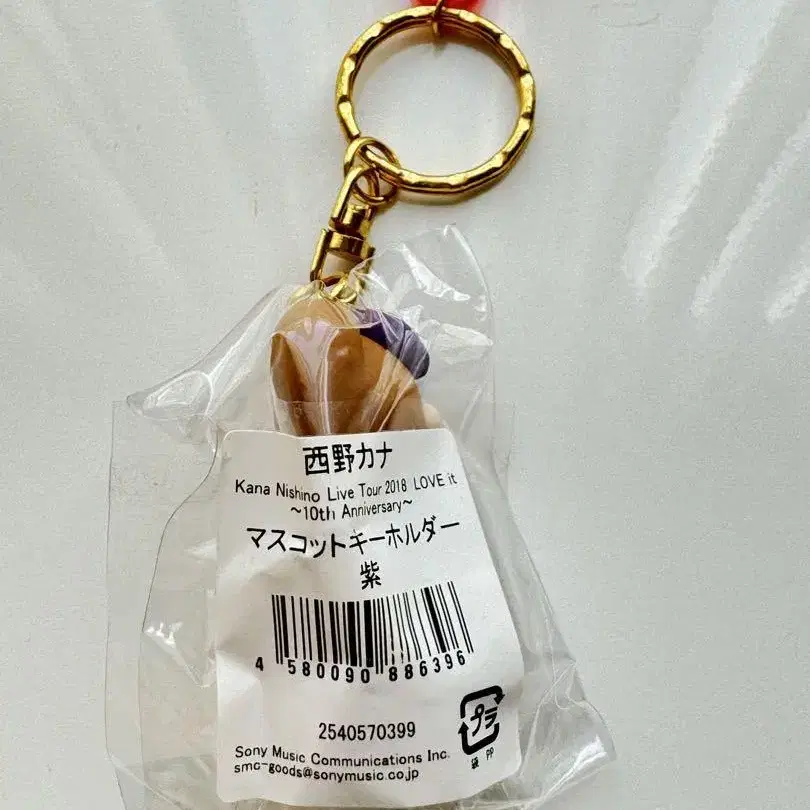 西野カナ
Kana Nishino Live Tour 2018 LOVE it
～10th Anniversary～
マスコットキーホルダー
紫
4 580090 886396
プラ
袋 PP
2540570399
Sony Music Communications Inc.
smc-goods@sonymusic.co.jp